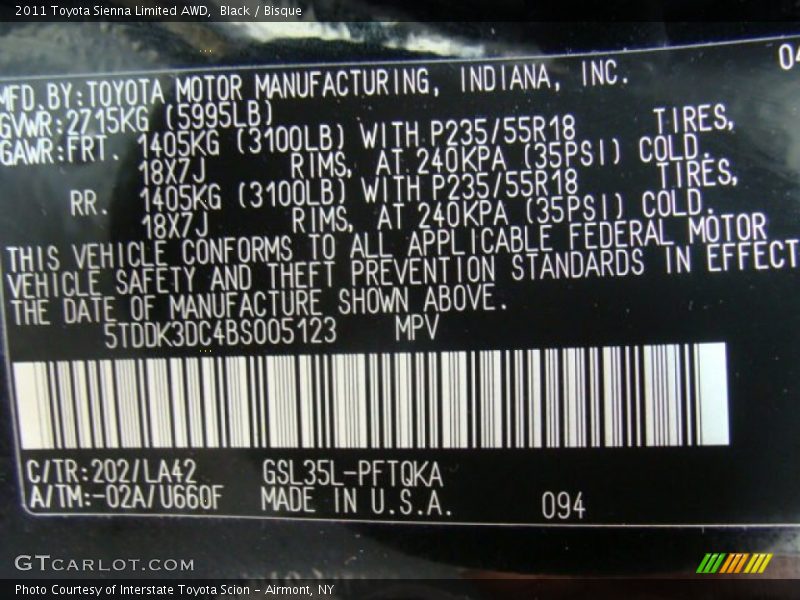 2011 Toyota Sienna Limited AWD, Black / Bisque
04
MFD.BY:TOYOTA MOTOR MANUFACTURING, INDIANA, INC.
GVWR:2715KG (5995LB)
GAWR:FRT. 1405KG (3100LB) WITH P235/55R18 TIRES,
18X7J RIMS, AT 240KPA (35PSI) COLD.
RR. 1405KG (3100LB) WITH P235/55R18 TIRES,
18X7J RIMS, AT 240KPA (35PSI) COLD.
THIS VEHICLE CONFORMS TO ALL APPLICABLE FEDERAL MOTOR
VEHICLE SAFETY AND THEFT PREVENTION STANDARDS IN EFFECT
THE DATE OF MANUFACTURE SHOWN ABOVE.
5TDDK3DC4BS005123 MPV
C/TR:202/LA42 GSL35L-PFTQKA
A/TM:-02A/U660F MADE IN U.S.A. 094
GTCARLOT.COM
Photo Courtesy of Interstate Toyota Scion - Airmont, NY